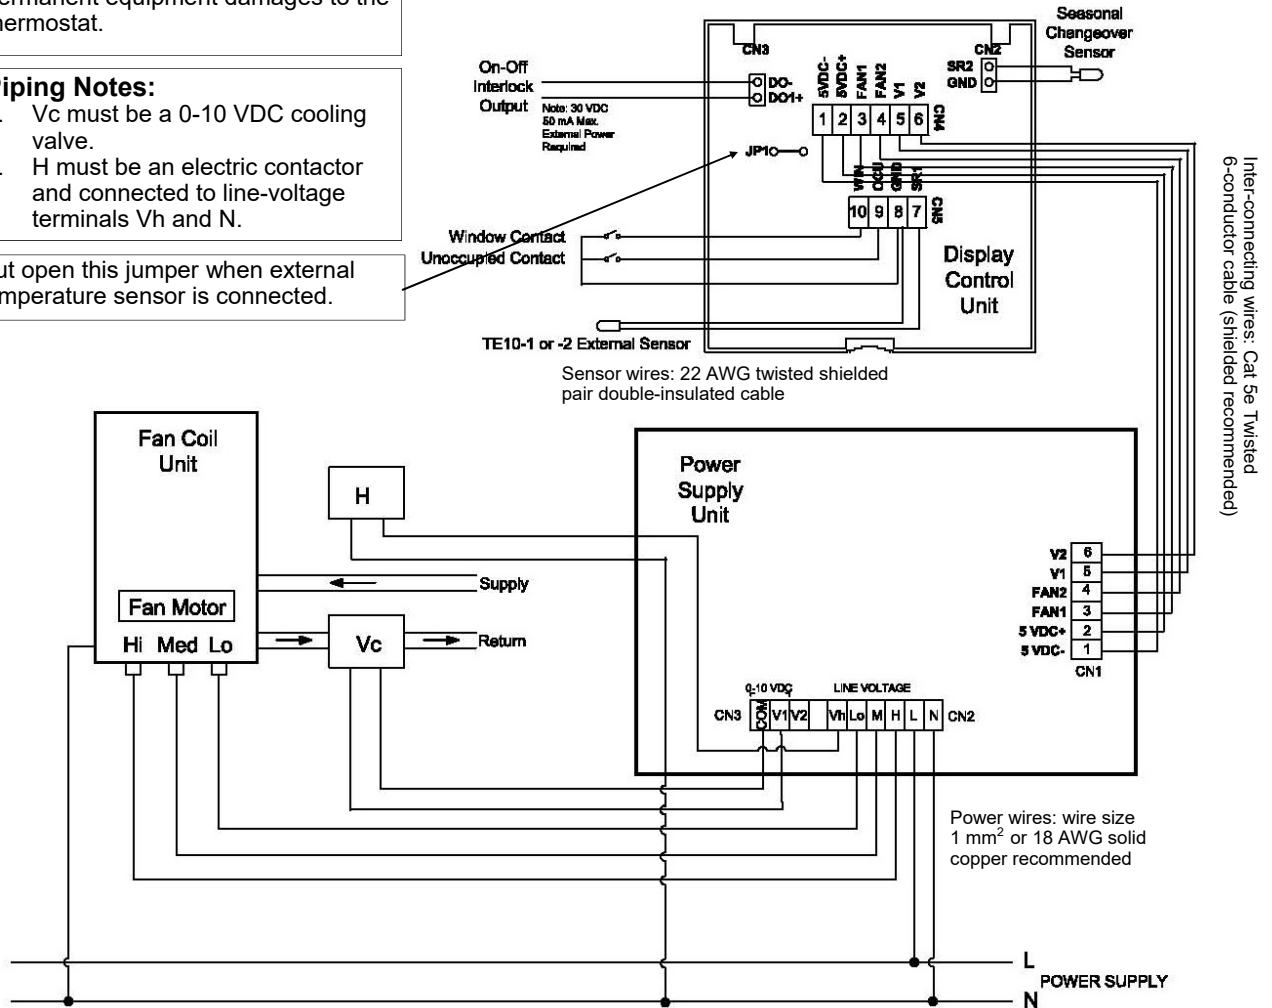 equipment damages to the
Vc must be a 0-10 VDC cooling
valve.
H must be an electric contactor
and connected to line-voltage
terminals Vh and N.
open this jumper when external
sensor is connected.
Seasonal
Changeover
Sensor
CN3
CN2
SR2
GND
On-Off
Interlock
Output
DO-
DO1+
Note: 30 VDC
50 mA Max.
External Power
Required
5VDC-
5VDC+
FAN1
FAN2
V1
V2
1 2 3 4 5 6
CN4
JP1
WIN
OCU
GND
SR1
10 9 8 7
CN5
Window Contact
Unoccupied Contact
Display
Control
Unit
TE10-1 or -2 External Sensor
Sensor wires: 22 AWG twisted shielded
pair double-insulated cable
Inter-connecting wires: Cat 5e Twisted
6-conductor cable (shielded recommended)
Fan Coil
Unit
H
Power
Supply
Unit
Supply
Fan Motor
Hi Med Lo
Vc
Return
V2 6
V1 5
FAN2 4
FAN1 3
5 VDC+ 2
5 VDC- 1
CN1
0-10 VDC
LINE VOLTAGE
CN3 COM V1 V2 Vh Lo M H L N CN2
Power wires: wire size
1 mm² or 18 AWG solid
copper recommended
L
POWER SUPPLY
N